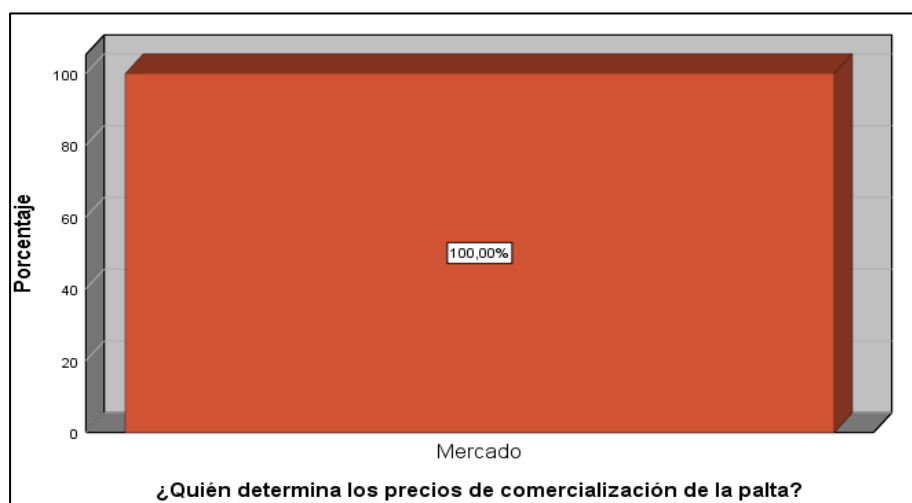 Porcentaje
100
80
60
40
20
0
100,00%
Mercado
¿Quién determina los precios de comercialización de la palta?